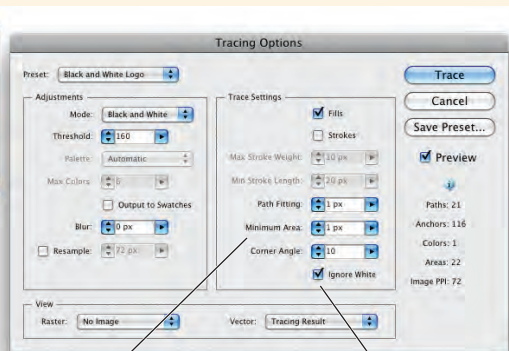 Tracing Options
Preset: Black and White Logo
Adjustments
Mode: Black and White
Threshold: 160
Palette: Automatic
Max Colors: 6
Output to Swatches
Blur: 0 px
Resample: 72 px
Trace Settings
Fills
Strokes
Max Stroke Weight: 10 px
Min Stroke Length: 20 px
Path Fitting: 1 px
Minimum Area: 1 px
Corner Angle: 10
Ignore White
Trace
Cancel
Save Preset...
Preview
Paths: 21
Anchors: 116
Colors: 1
Areas: 22
Image PPI: 72
View
Raster: No Image
Vector: Tracing Result